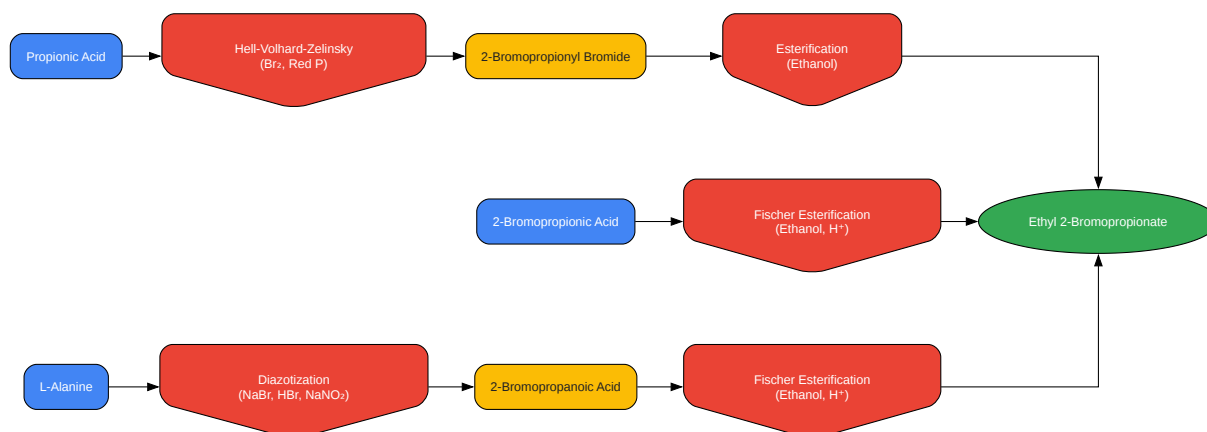 Propionic Acid
Hell-Volhard-Zelinsky
(Br₂, Red P)
2-Bromopropionyl Bromide
Esterification
(Ethanol)
2-Bromopropionic Acid
Fischer Esterification
(Ethanol, H⁺)
Ethyl 2-Bromopropionate
L-Alanine
Diazotization
(NaBr, HBr, NaNO₂)
2-Bromopropanoic Acid
Fischer Esterification
(Ethanol, H⁺)